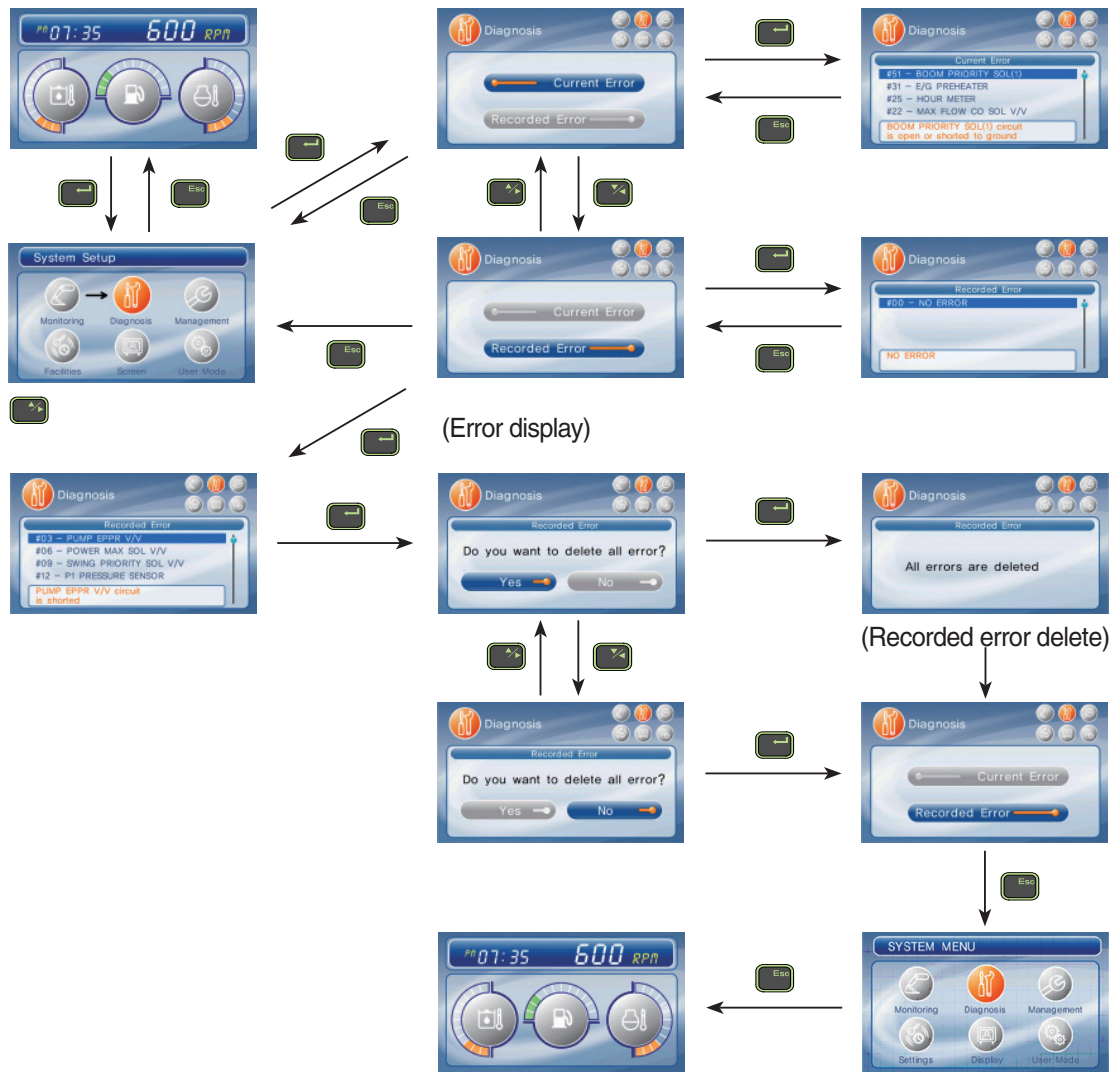 PM 07:35 600 RPM
Diagnosis
Current Error
Recorded Error
Diagnosis
Current Error
#51 - BOOM PRIORITY SOL(1)
#31 - E/G PREHEATER
#25 - HOUR METER
#22 - MAX FLOW CO SOL V/V
BOOM PRIORITY SOL(1) circuit
is open or shorted to ground
Esc
Esc
Esc
System Setup
Monitoring
Diagnosis
Management
Facilities
Screen
User Mode
Diagnosis
Current Error
Recorded Error
Diagnosis
Recorded Error
#00 - NO ERROR
NO ERROR
Esc
Esc
(Error display)
Diagnosis
Recorded Error
#03 - PUMP EPPR V/V
#06 - POWER MAX SOL V/V
#09 - SWING PRIORITY SOL V/V
#12 - P1 PRESSURE SENSOR
PUMP EPPR V/V circuit
is shorted
Diagnosis
Recorded Error
Do you want to delete all error?
Yes No
Diagnosis
Recorded Error
All errors are deleted
(Recorded error delete)
Diagnosis
Recorded Error
Do you want to delete all error?
Yes No
Diagnosis
Current Error
Recorded Error
Esc
PM 07:35 600 RPM
Esc
SYSTEM MENU
Monitoring
Diagnosis
Management
Settings
Display
User Mode